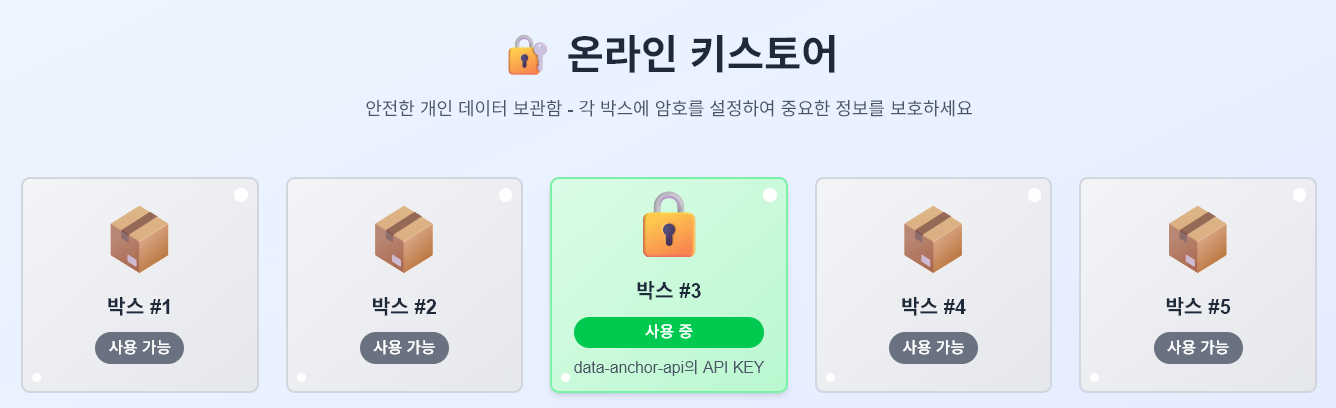 온라인 키스토어
안전한 개인 데이터 보관함 - 각 박스에 암호를 설정하여 중요한 정보를 보호하세요
박스 #1
사용 가능
박스 #2
사용 가능
박스 #3
사용 중
data-anchor-api의 API KEY
박스 #4
사용 가능
박스 #5
사용 가능